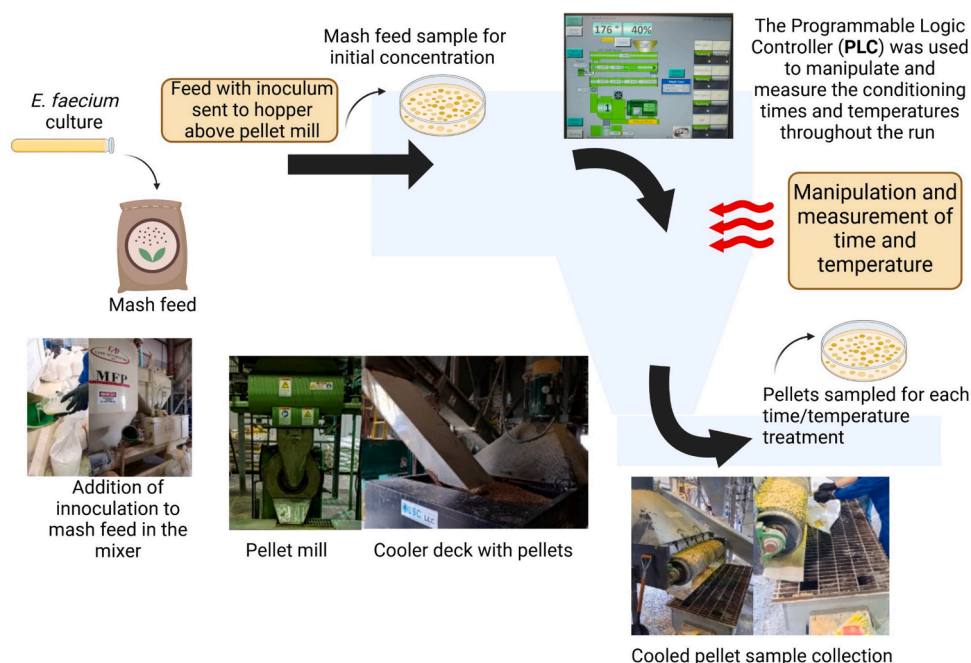 E. faecium
culture
Mash feed
Feed with inoculum
sent to hopper
above pellet mill
Mash feed sample for
initial concentration
176°
40%
1
The Programmable Logic
Controller (PLC) was used
to manipulate and
measure the conditioning
times and temperatures
throughout the run
Manipulation and
measurement of
time and
temperature
Pellets sampled for each
time/temperature
treatment
MFP
Addition of
innoculation to
mash feed in the
mixer
Pellet mill
LLC
Cooler deck with pellets
Cooled pellet sample collection